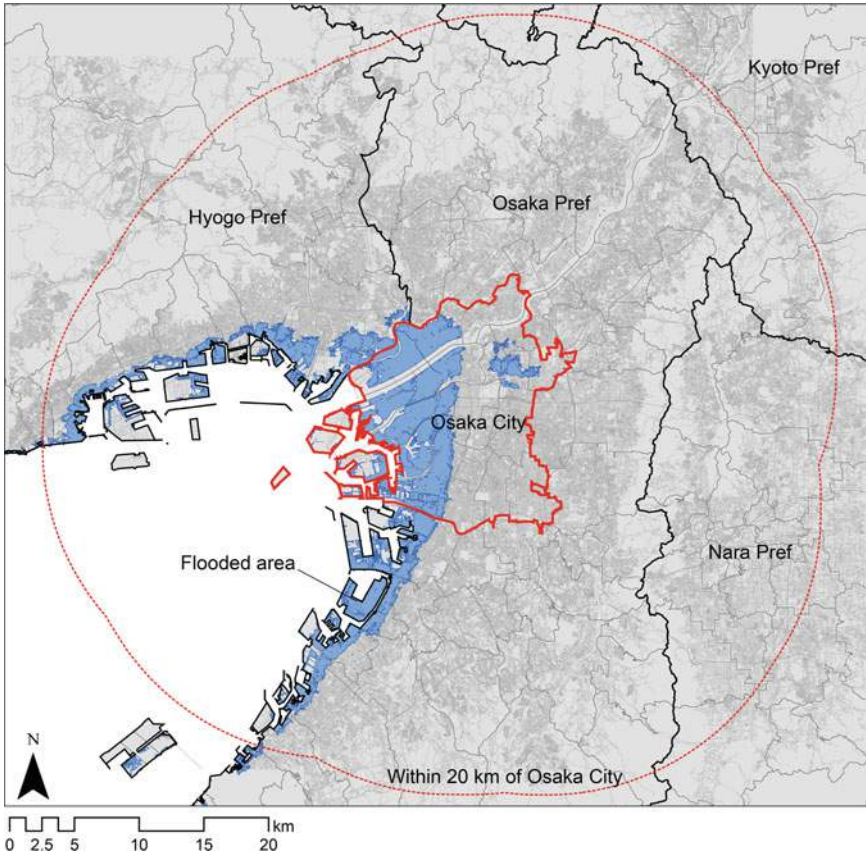 Kyoto Pref
Osaka Pref
Hyogo Pref
Osaka City
Nara Pref
Flooded area
N
Within 20 km of Osaka City
km
0 2.5 5 10 15 20